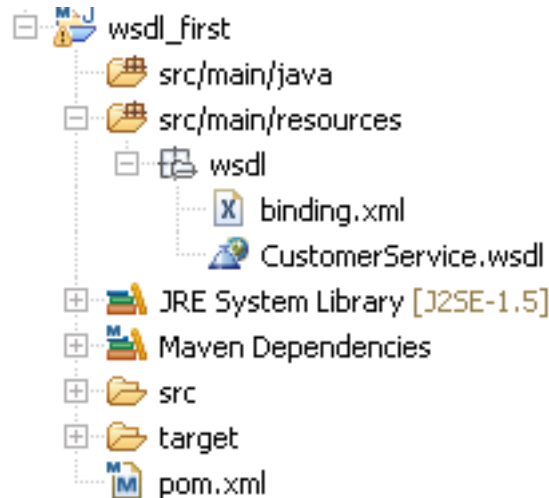 wsdl_first
src/main/java
src/main/resources
wsdl
binding.xml
CustomerService.wsdl
JRE System Library [J2SE-1.5]
Maven Dependencies
src
target
pom.xml